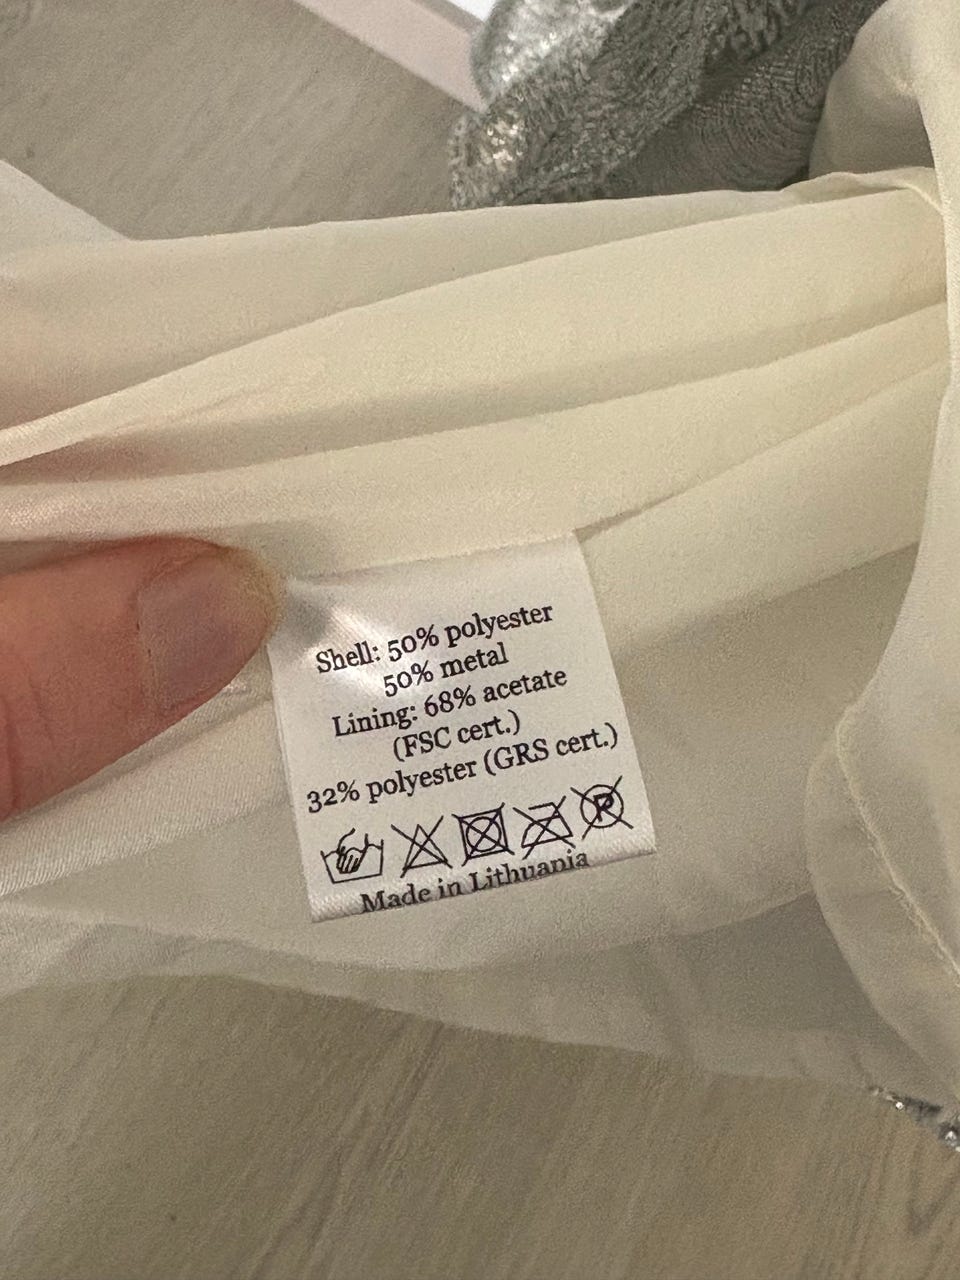 Shell: 50% polyester
50% metal
Lining: 68% acetate
(FSC cert.)
32% polyester (GRS cert.)
P
Made in Lithuania